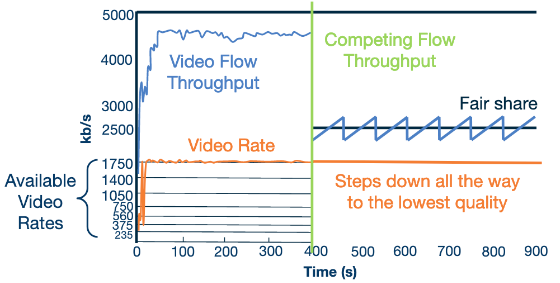 5000
4000
3000
2500
1750
1400
1050
750
560
375
235
kb/s
Available
Video
Rates
Video Flow
Throughput
Video Rate
Competing Flow
Throughput
Fair share
Steps down all the way
to the lowest quality
0 100 200 300 400 500 600 700 800 900
Time (s)